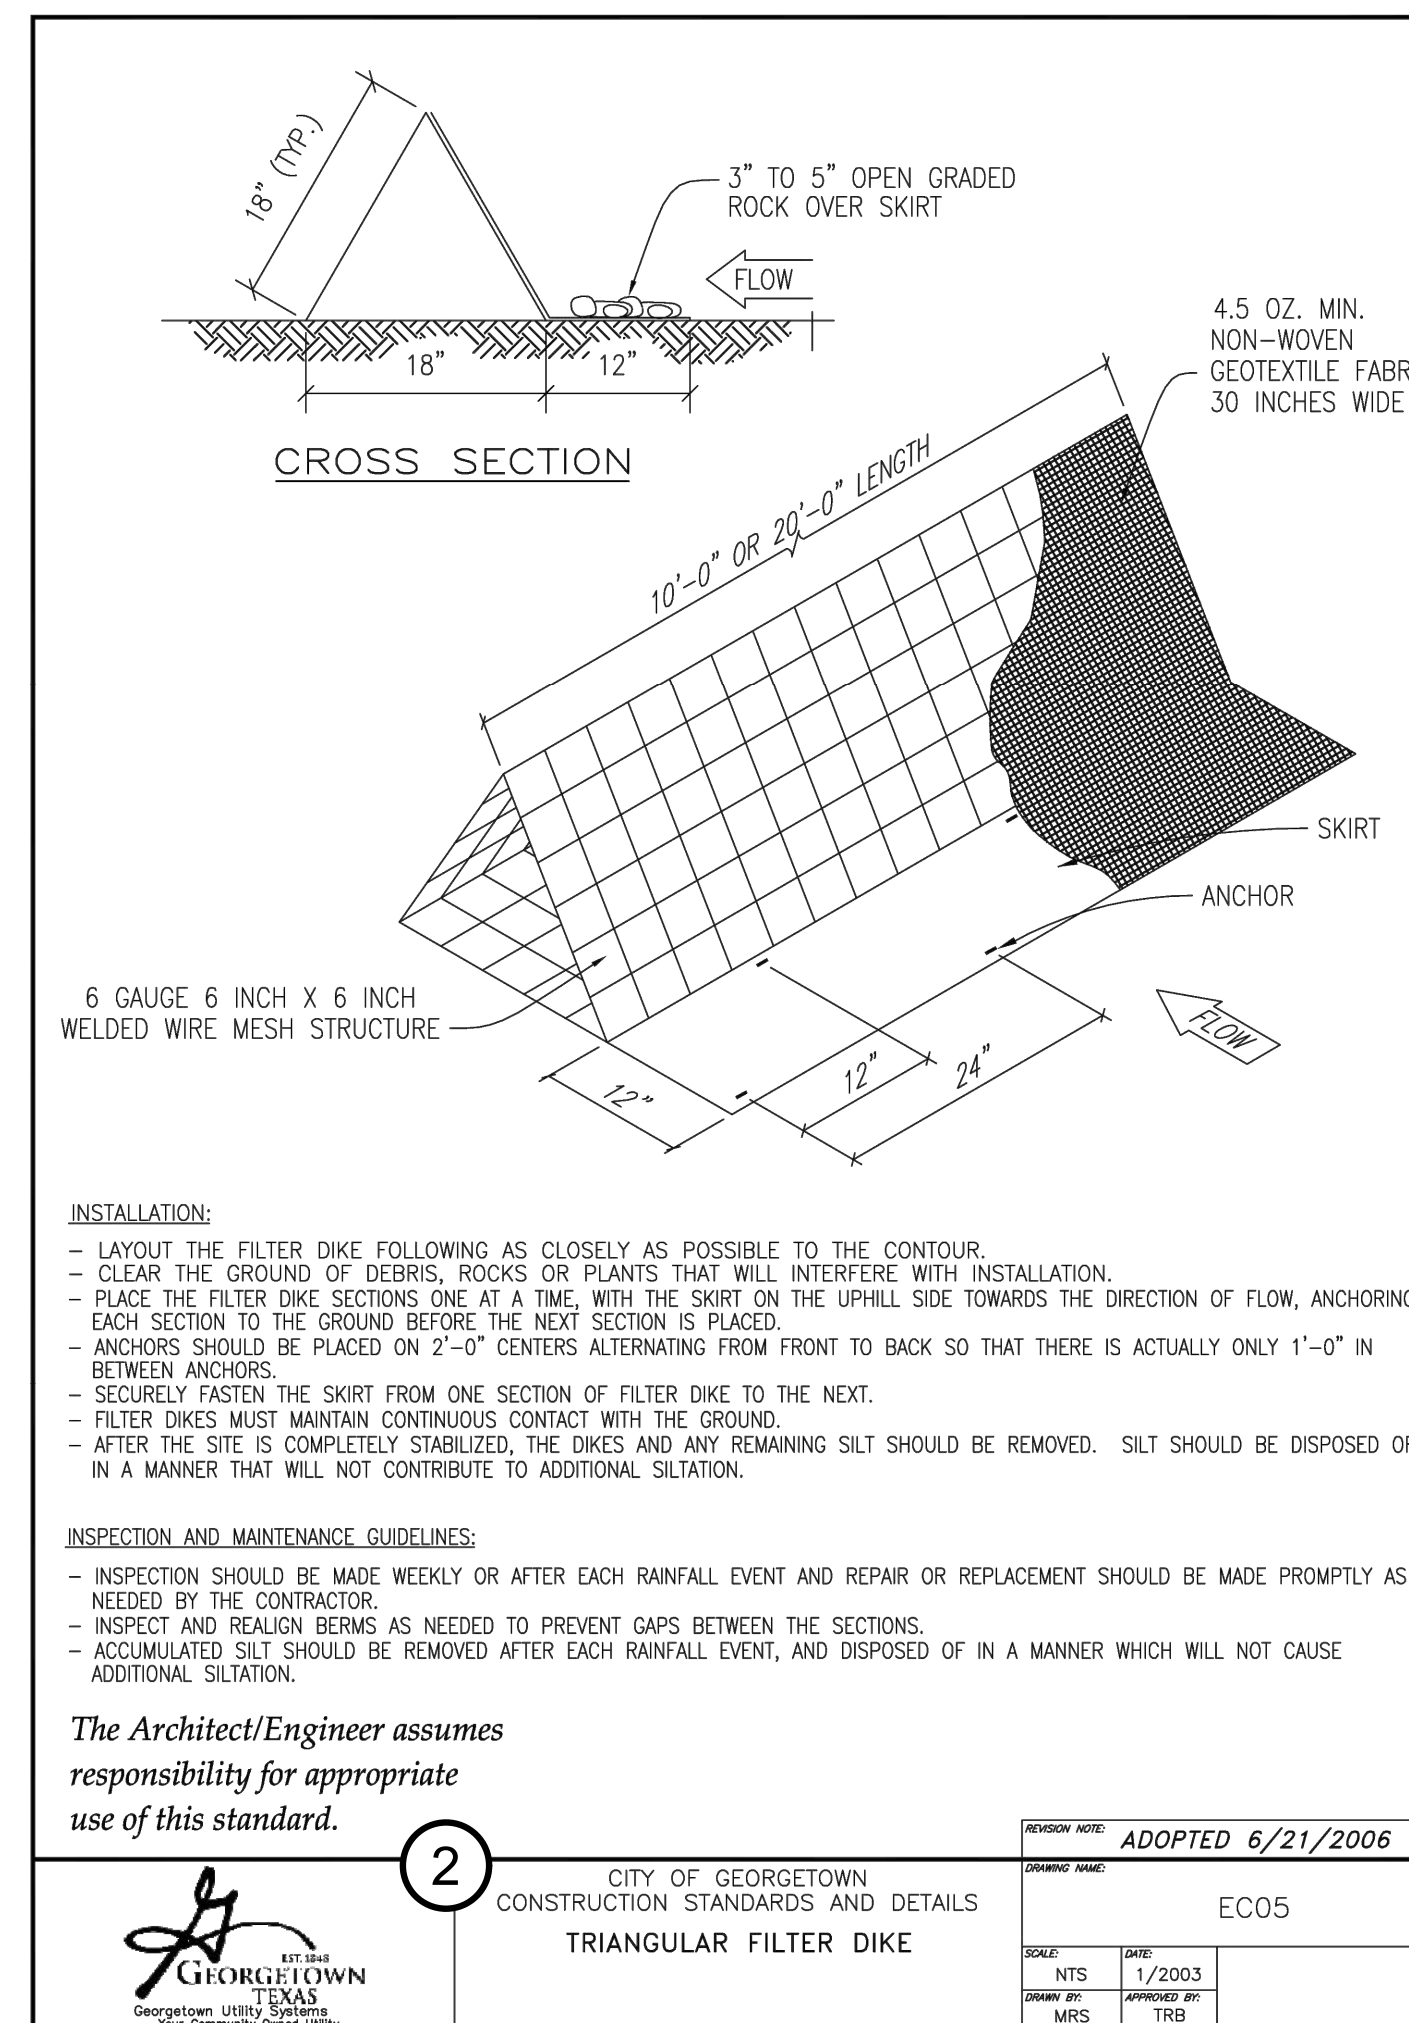 18" (TYP.)
3" TO 5" OPEN GRADED
ROCK OVER SKIRT
FLOW
18"
12"
CROSS SECTION
4.5 OZ. MIN.
NON-WOVEN
GEOTEXTILE FABR
30 INCHES WIDE
10'-0" OR 20'-0" LENGTH
SKIRT
ANCHOR
6 GAUGE 6 INCH X 6 INCH
WELDED WIRE MESH STRUCTURE
FLOW
12"
12"
24"
INSTALLATION:
- LAYOUT THE FILTER DIKE FOLLOWING AS CLOSELY AS POSSIBLE TO THE CONTOUR.
- CLEAR THE GROUND OF DEBRIS, ROCKS OR PLANTS THAT WILL INTERFERE WITH INSTALLATION.
- PLACE THE FILTER DIKE SECTIONS ONE AT A TIME, WITH THE SKIRT ON THE UPHILL SIDE TOWARDS THE DIRECTION OF FLOW, ANCHORING
EACH SECTION TO THE GROUND BEFORE THE NEXT SECTION IS PLACED.
- ANCHORS SHOULD BE PLACED ON 2'-0" CENTERS ALTERNATING FROM FRONT TO BACK SO THAT THERE IS ACTUALLY ONLY 1'-0" IN
BETWEEN ANCHORS.
- SECURELY FASTEN THE SKIRT FROM ONE SECTION OF FILTER DIKE TO THE NEXT.
- FILTER DIKES MUST MAINTAIN CONTINUOUS CONTACT WITH THE GROUND.
- AFTER THE SITE IS COMPLETELY STABILIZED, THE DIKES AND ANY REMAINING SILT SHOULD BE REMOVED. SILT SHOULD BE DISPOSED OF
IN A MANNER THAT WILL NOT CONTRIBUTE TO ADDITIONAL SILTATION.
INSPECTION AND MAINTENANCE GUIDELINES:
- INSPECTION SHOULD BE MADE WEEKLY OR AFTER EACH RAINFALL EVENT AND REPAIR OR REPLACEMENT SHOULD BE MADE PROMPTLY AS
NEEDED BY THE CONTRACTOR.
- INSPECT AND REALIGN BERMS AS NEEDED TO PREVENT GAPS BETWEEN THE SECTIONS.
- ACCUMULATED SILT SHOULD BE REMOVED AFTER EACH RAINFALL EVENT, AND DISPOSED OF IN A MANNER WHICH WILL NOT CAUSE
ADDITIONAL SILTATION.
The Architect/Engineer assumes
responsibility for appropriate
use of this standard.
2
EST. 1848
GEORGETOWN
TEXAS
Georgetown Utility Systems
Your Community Owned Utility
CITY OF GEORGETOWN
CONSTRUCTION STANDARDS AND DETAILS
TRIANGULAR FILTER DIKE
REVISION NOTE:
ADOPTED 6/21/2006
DRAWING NAME:
EC05
SCALE:
NTS
DATE:
1/2003
DRAWN BY:
MRS
APPROVED BY:
TRB